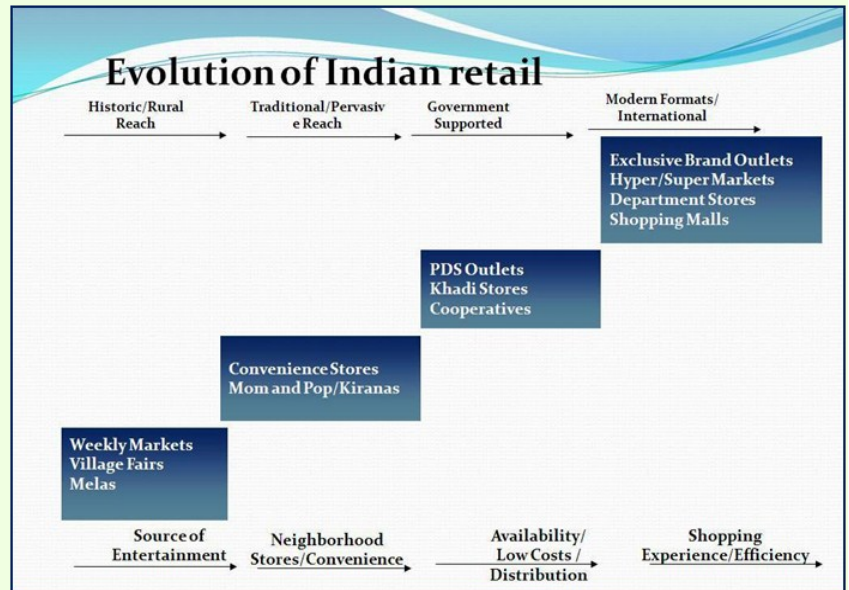 Evolution of Indian retail
Historic/Rural
Reach
Traditional/Pervasiv
e Reach
Government
Supported
Modern Formats/
International
Exclusive Brand Outlets
Hyper/Super Markets
Department Stores
Shopping Malls
PDS Outlets
Khadi Stores
Cooperatives
Convenience Stores
Mom and Pop/Kiranas
Weekly Markets
Village Fairs
Melas
Source of
Entertainment
Neighborhood
Stores/Convenience
Availability/
Low Costs /
Distribution
Shopping
Experience/Efficiency